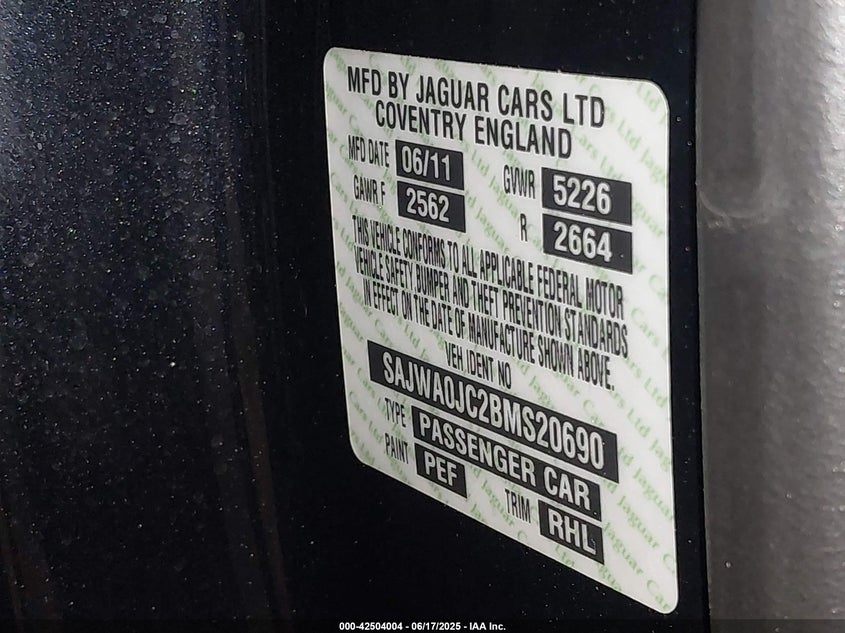 MFD BY JAGUAR CARS LTD
COVENTRY ENGLAND
MFD DATE 06/11 GVWR 5226
GAWR F 2562 R 2664
THIS VEHICLE CONFORMS TO ALL APPLICABLE FEDERAL MOTOR
VEHICLE SAFETY, BUMPER AND THEFT PREVENTION STANDARDS
IN EFFECT ON THE DATE OF MANUFACTURE SHOWN ABOVE.
VEH IDENT NO
SAJWA0JC2BMS20690
TYPE PASSENGER CAR
PAINT PEF TRIM RHL
000-42504004 - 06/17/2025 - IAA Inc.